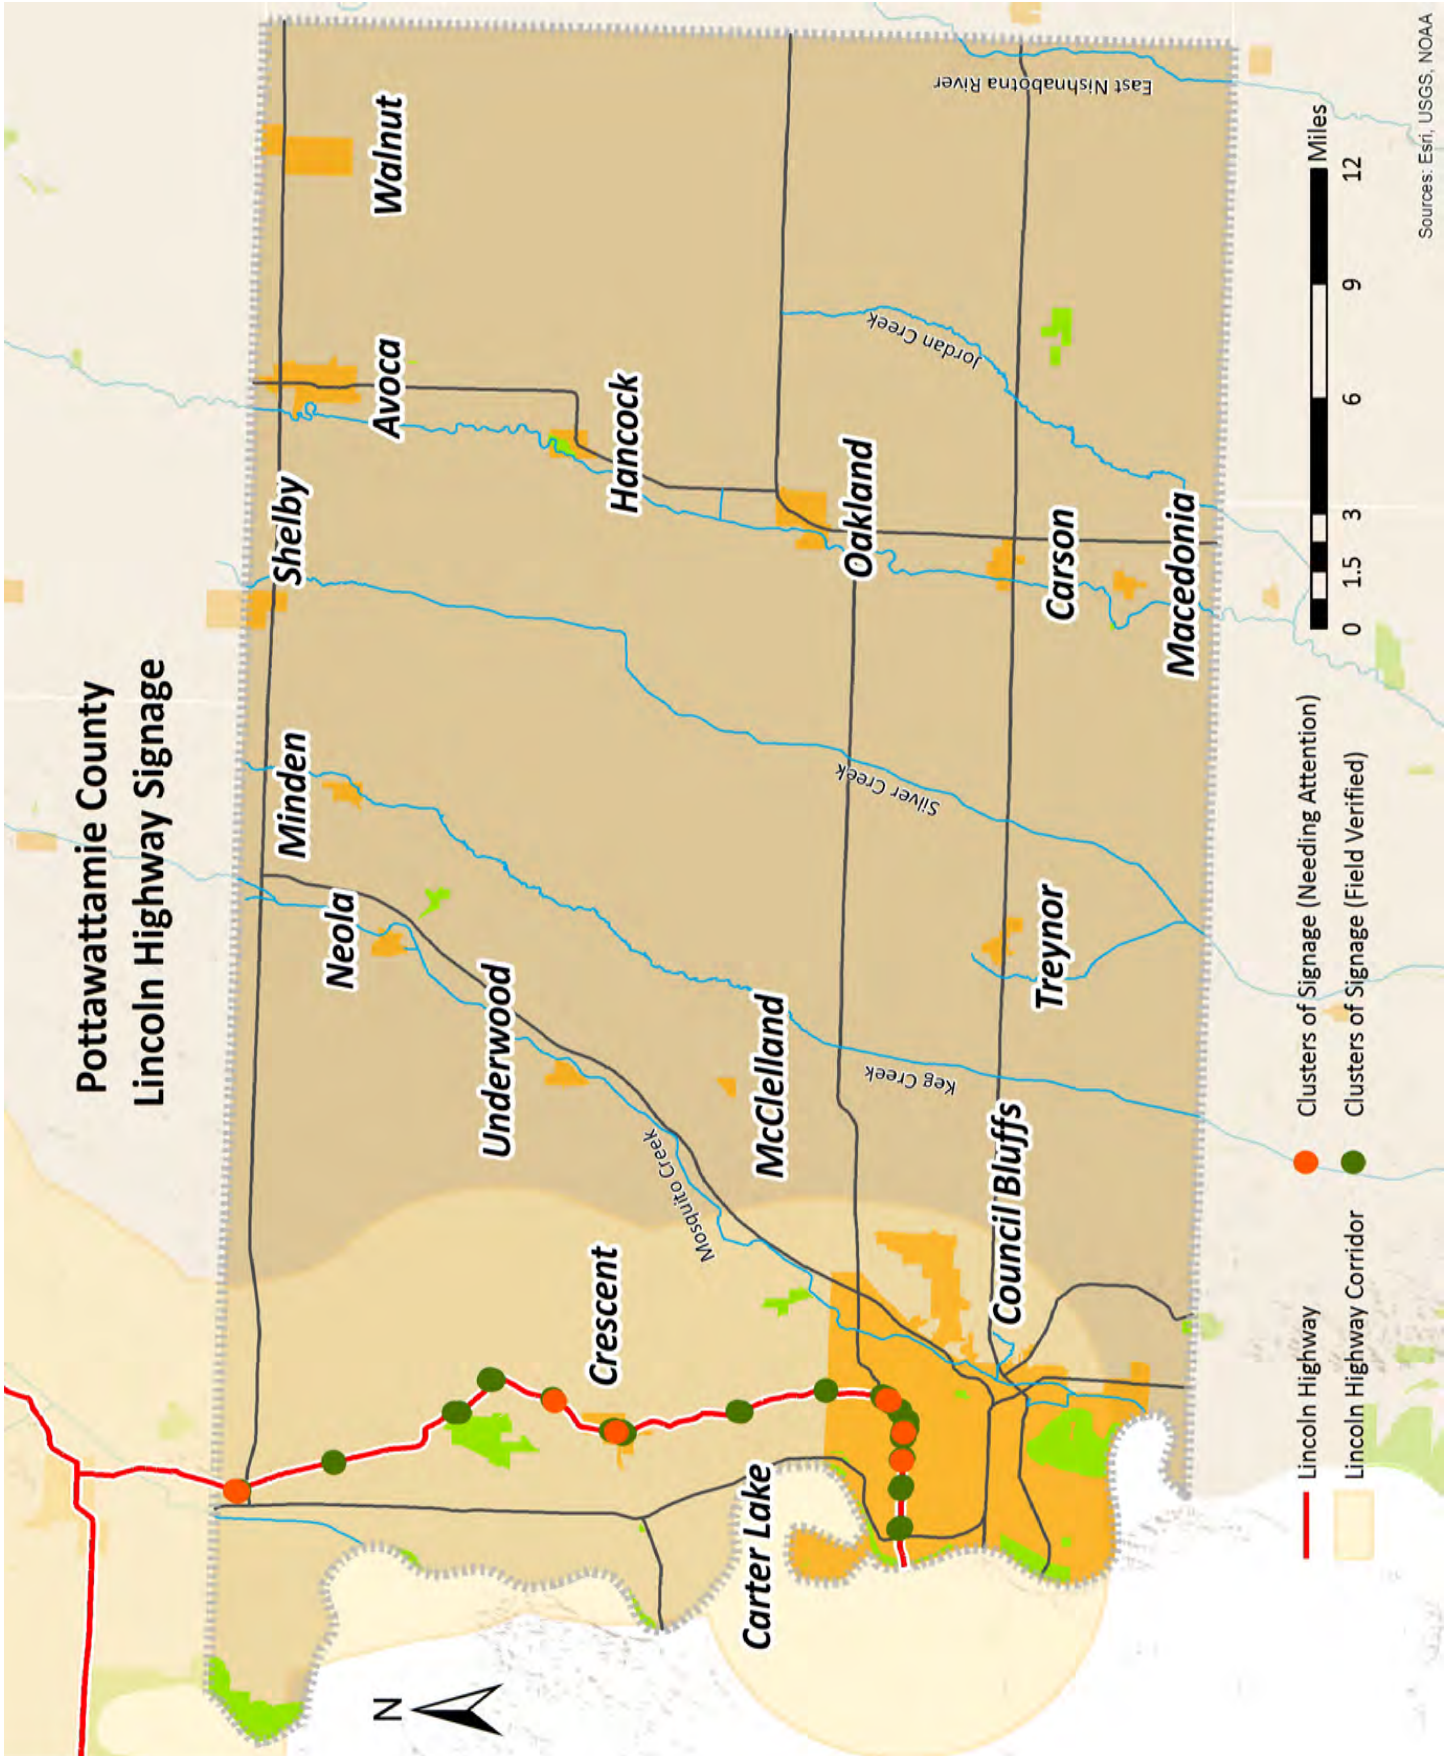 Pottawattamie County
Lincoln Highway Signage
Walnut
Avoca
Shelby
Minden
Neola
Underwood
Hancock
Crescent
McClelland
Oakland
Carter Lake
Council Bluffs
Treynor
Carson
Macedonia
Mosquito Creek
Keg Creek
Silver Creek
Jordan Creek
East Nishnabotna River
N
Lincoln Highway
Lincoln Highway Corridor
Clusters of Signage (Needing Attention)
Clusters of Signage (Field Verified)
Miles
0 1.5 3 6 9 12
Sources: Esri, USGS, NOAA